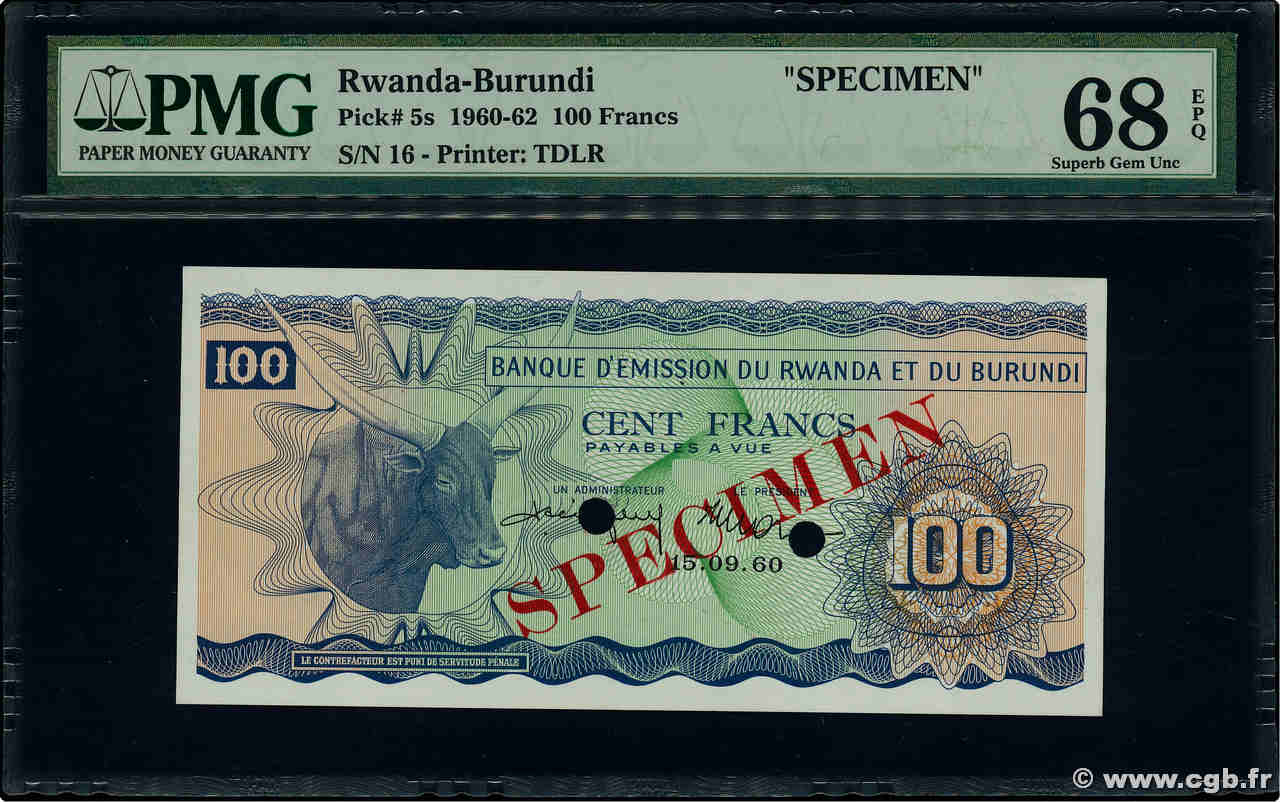 PMG
PAPER MONEY GUARANTY
Rwanda-Burundi "SPECIMEN"
Pick# 5s 1960-62 100 Francs
S/N 16 - Printer: TDLR
68
EPQ
Superb Gem Unc
100
BANQUE D'EMISSION DU RWANDA ET DU BURUNDI
CENT FRANCS
PAYABLES A VUE
UN ADMINISTRATEUR LE PRESIDENT
SPECIMEN
15.09.60
100
LE CONTREFACTEUR EST PUNI DE SERVITUDE PÉNALE
© www.cgb.fr